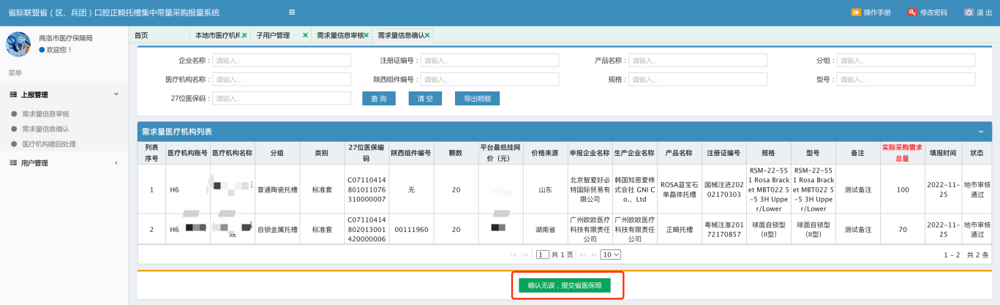 省际联盟省（区、兵团）口腔正畸托槽集中带量采购报量系统
操作手册 修改密码 退 出
商洛市医疗保障局
欢迎您！
菜单
上报管理
需求量信息审核
需求量信息确认
医疗机构撤回处理
用户管理
首页 本地市医疗机构 子用户管理 需求量信息审核 需求量信息确认
企业名称： 请输入... 注册证编号： 请输入... 产品名称： 请输入... 分组： 请输入...
医疗机构名称： 请输入... 陕西组件编号： 请输入... 规格： 请输入... 型号： 请输入...
27位医保码： 请输入... 查 询 清 空 导出明细
需求量医疗机构列表
列表序号 医疗机构账号 医疗机构名称 分组 类别 27位医保编码 陕西组件编号 颗数 平台最低挂网价（元） 价格来源 申报企业名称 生产企业名称 产品名称 注册证编号 规格 型号 备注 实际采购需求总量 填报时间 状态
1 H6 普通陶瓷托槽 标准套 C07110414801011076310000007 无 20 山东 北京智爱好必特国际贸易有限公司 韩国知恩爱株式会社 GNI Co.，Ltd ROSA蓝宝石单晶体托槽 国械注进20202170303 RSM-22-551 Rosa Bracket MBT022 5-5 3H Upper/Lower RSM-22-551 Rosa Bracket MBT022 5-5 3H Upper/Lower 测试备注 100 2022-11-25 地市审核通过
2 H6 院 自锁金属托槽 标准套 C07110414802013001420000006 00111960 20 湖南省 广州欧欧医疗科技有限责任公司 广州欧欧医疗科技有限责任公司 正畸托槽 粤械注准20172170857 球面自锁型(II型) 球面自锁型(II型) 测试备注 70 2022-11-25 地市审核通过
1 共 1 页 10
1 - 2 共 2 条
确认无误，提交省医保局